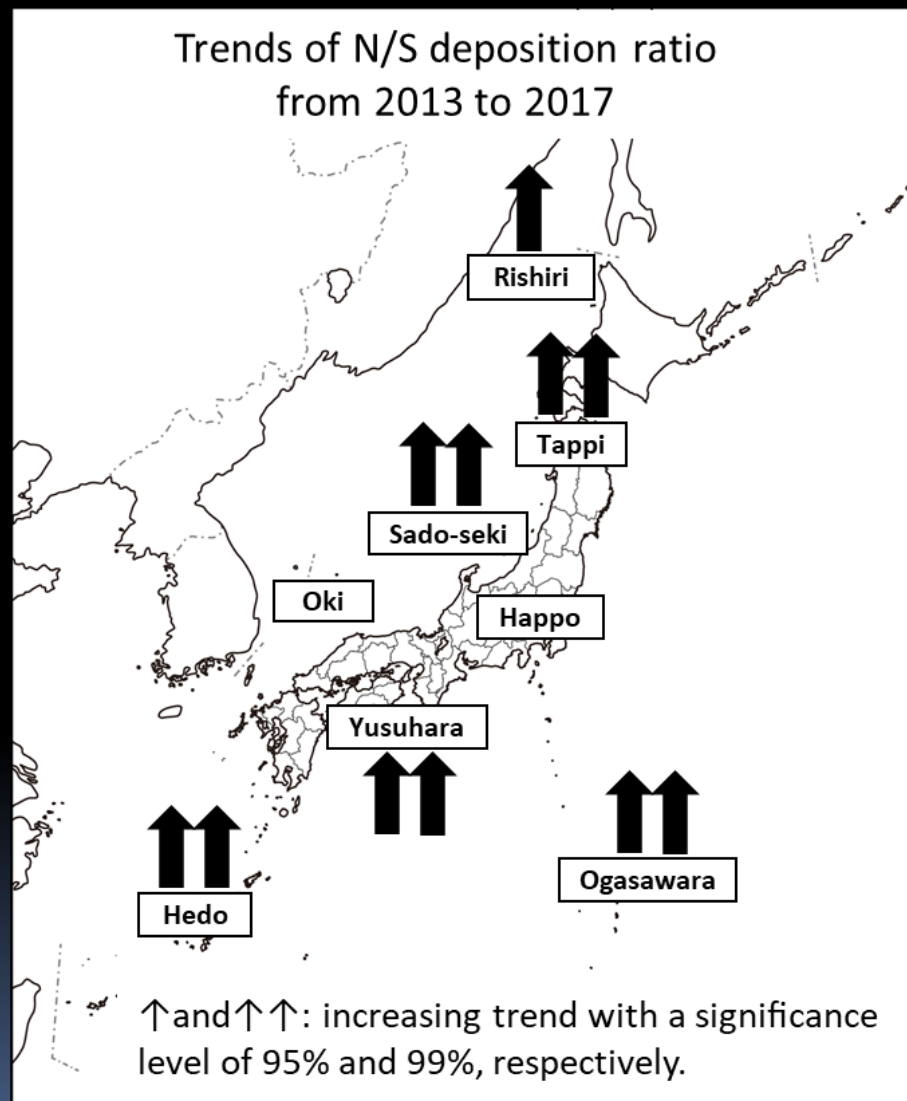 Trends of N/S deposition ratio
from 2013 to 2017
Rishiri
Tappi
Sado-seki
Oki
Happo
Yusuhara
Ogasawara
Hedo
↑and↑↑: increasing trend with a significance
level of 95% and 99%, respectively.